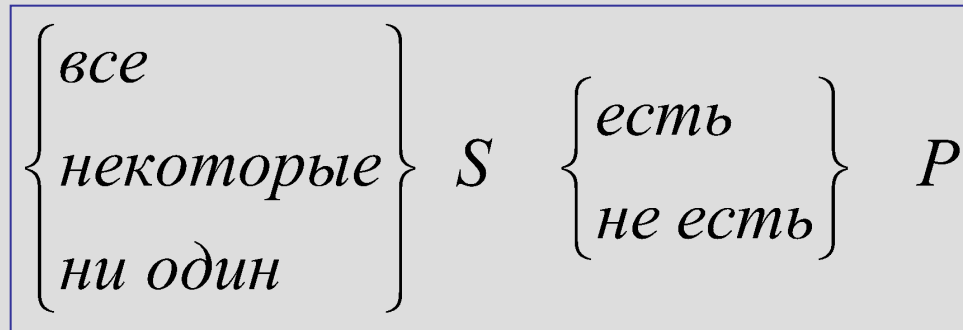 все
некоторые S
ни один
есть
не есть
P